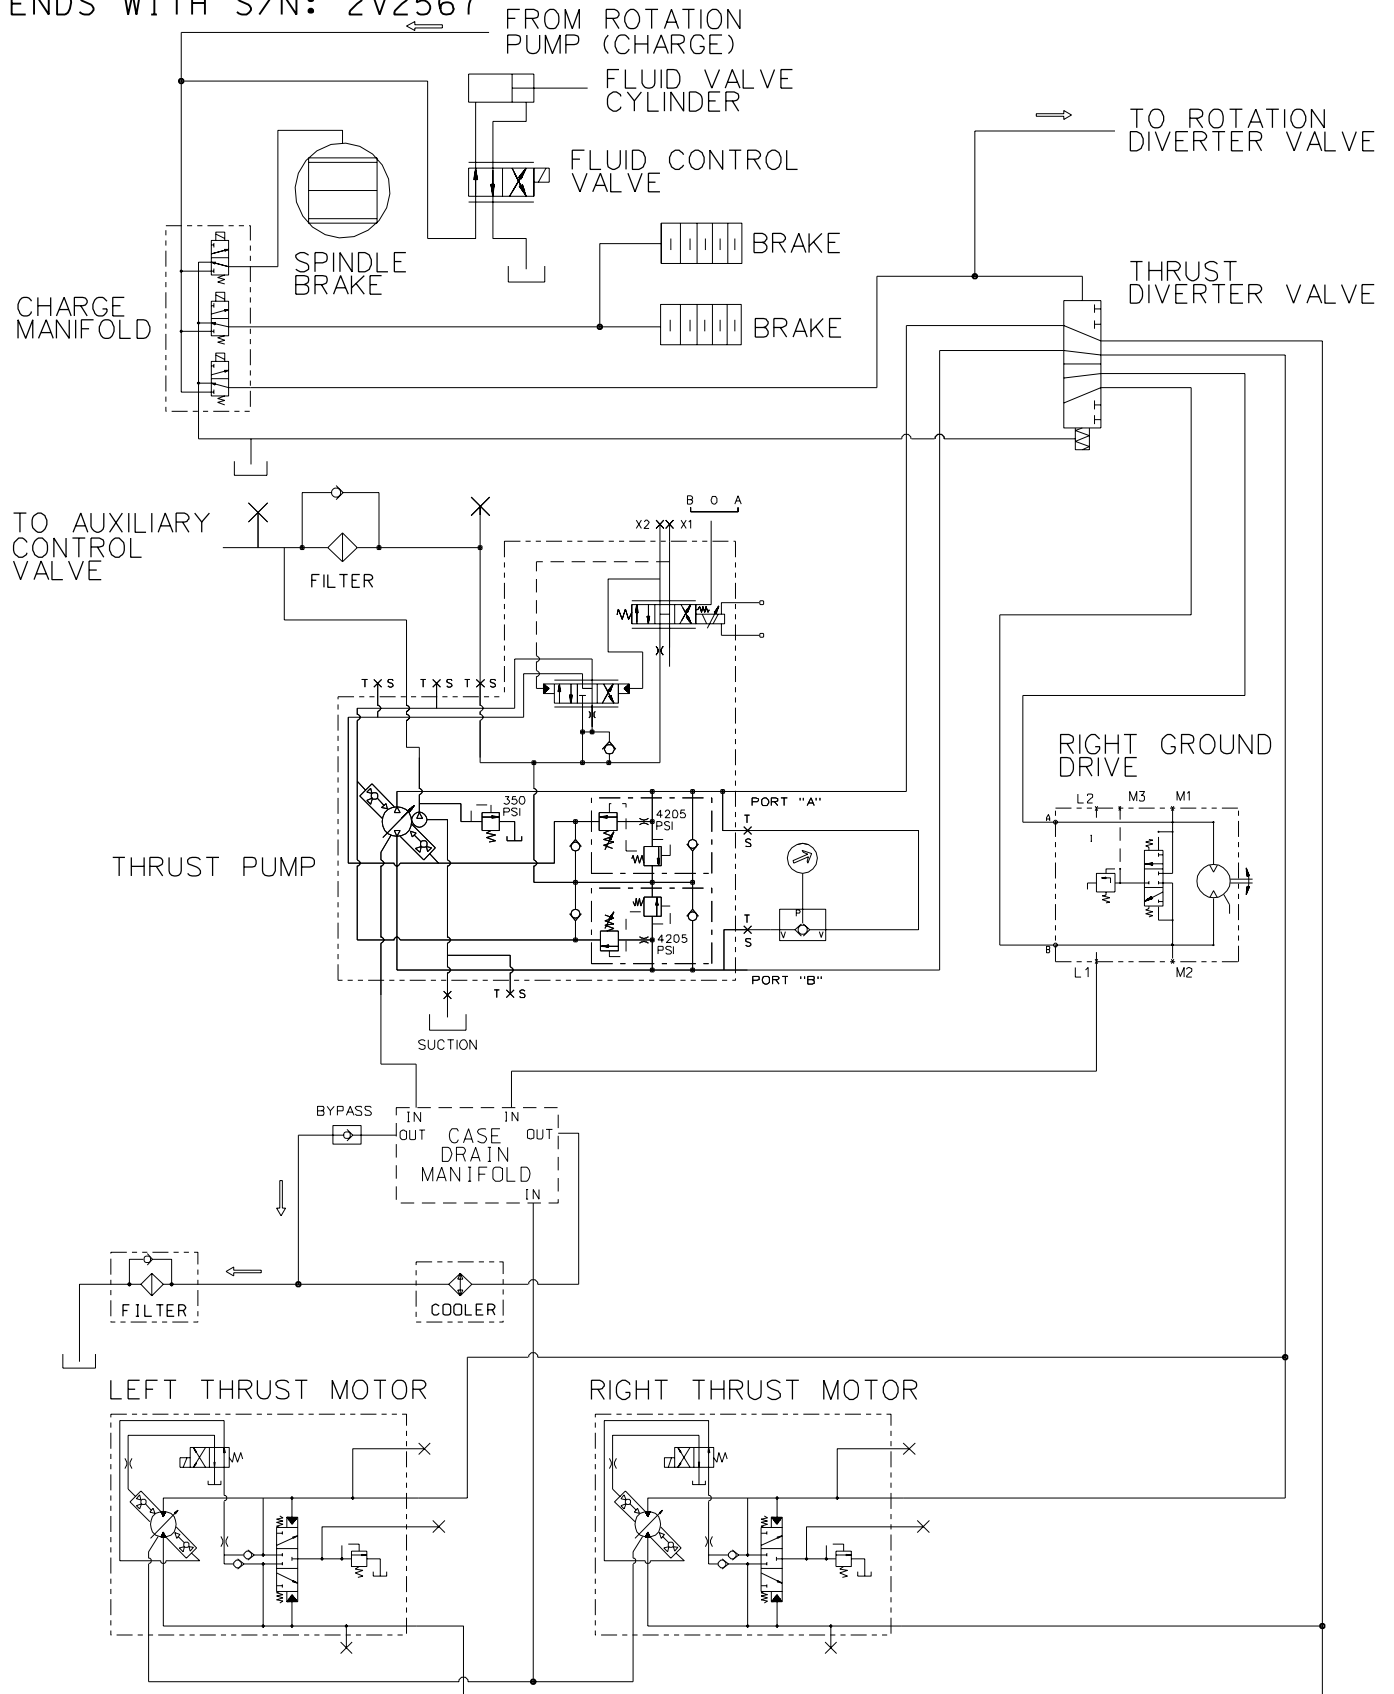 ENDS WITH S/N: 2V2567
FROM ROTATION
PUMP (CHARGE)
FLUID VALVE
CYLINDER
TO ROTATION
DIVERTER VALVE
FLUID CONTROL
VALVE
SPINDLE
BRAKE
BRAKE
BRAKE
THRUST
DIVERTER VALVE
CHARGE
MANIFOLD
TO AUXILIARY
CONTROL
VALVE
FILTER
B O A
X2 X1
T S
T S
T S
350
PSI
4205
PSI
PORT "A"
T
S
THRUST PUMP
P
V V
T
S
4205
PSI
PORT "B"
T S
SUCTION
RIGHT GROUND
DRIVE
L2 M3 M1
A
B
L1 M2
BYPASS
IN IN
OUT OUT
CASE
DRAIN
MANIFOLD
IN
FILTER
COOLER
LEFT THRUST MOTOR
RIGHT THRUST MOTOR